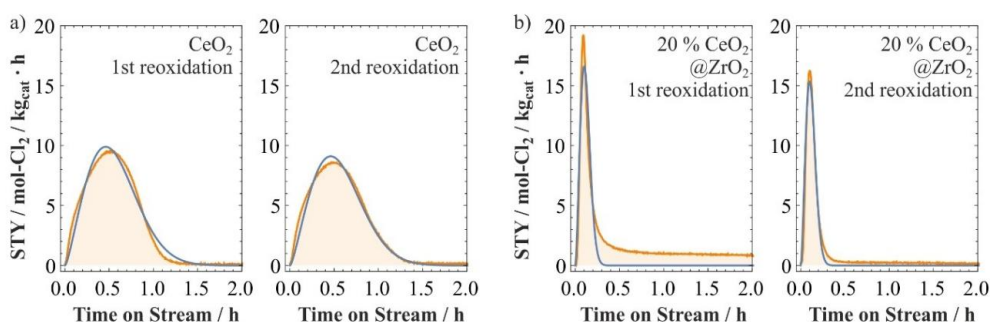 a)
STY / mol-Cl₂ / kg_cat · h
20
15
10
5
0
CeO₂
1st reoxidation
0.0 0.5 1.0 1.5 2.0
Time on Stream / h
20
15
10
5
0
CeO₂
2nd reoxidation
0.0 0.5 1.0 1.5 2.0
Time on Stream / h
b)
STY / mol-Cl₂ / kg_cat · h
20
15
10
5
0
20 % CeO₂
@ZrO₂
1st reoxidation
0.0 0.5 1.0 1.5 2.0
Time on Stream / h
20
15
10
5
0
20 % CeO₂
@ZrO₂
2nd reoxidation
0.0 0.5 1.0 1.5 2.0
Time on Stream / h